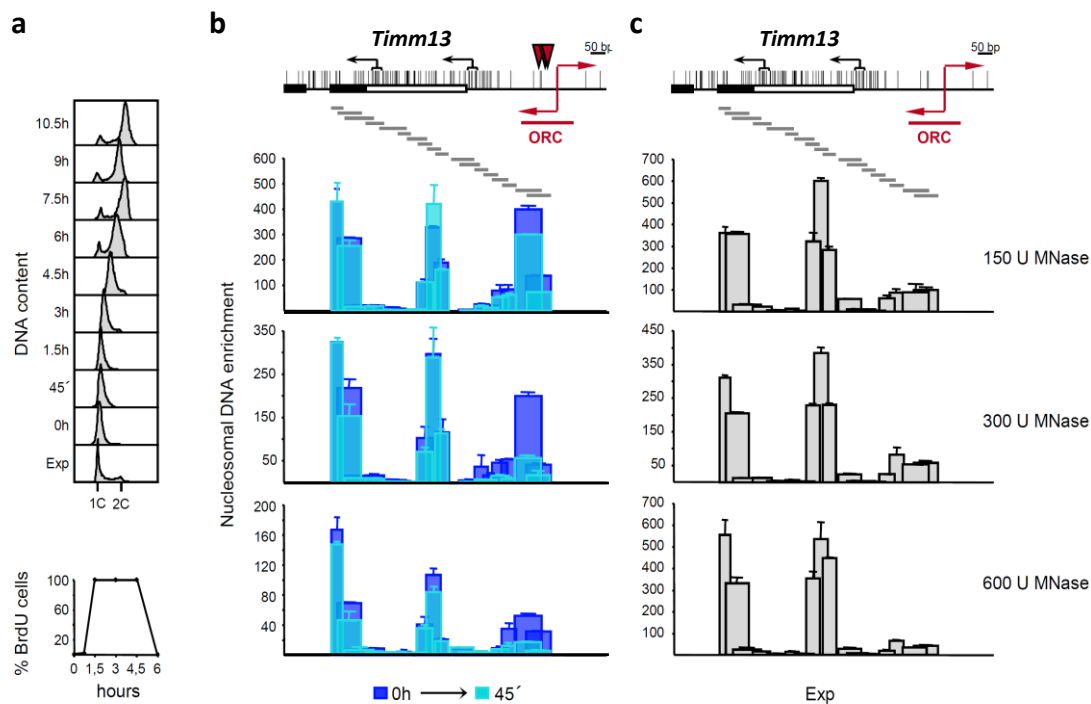 a
DNA content
10.5h
9h
7.5h
6h
4.5h
3h
1.5h
45´
0h
Exp
1C 2C
% BrdU cells
100
80
60
40
20
0 1,5 3 4,5 6
hours
b
Timm13
50 bp
ORC
Nucleosomal DNA enrichment
600
500
400
300
200
100
350
250
150
50
200
160
120
80
40
0h 45´
c
Timm13
50 bp
ORC
700
600
500
400
300
200
100
150 U MNase
450
350
250
150
50
300 U MNase
700
600
500
400
300
200
100
600 U MNase
Exp